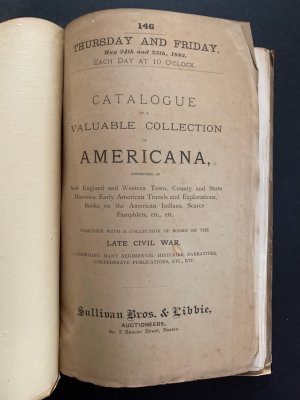 146
THURSDAY AND FRIDAY,
May 24th and 25th, 1883,
EACH DAY AT 10 O'CLOCK.
CATALOGUE
OF A
VALUABLE COLLECTION
OF
AMERICANA,
CONSISTING OF
New England and Western Town, County and State
Histories, Early American Travels and Explorations,
Books on the American Indians, Scarce
Pamphlets, etc., etc.
TOGETHER WITH A COLLECTION OF BOOKS ON THE
LATE CIVIL WAR,
COMPRISING MANY REGIMENTAL HISTORIES, NARRATIVES,
CONFEDERATE PUBLICATIONS, ETC., ETC.
Sullivan Bros. & Libbie,
AUCTIONEERS,
No. 2 Beacon Street, Boston